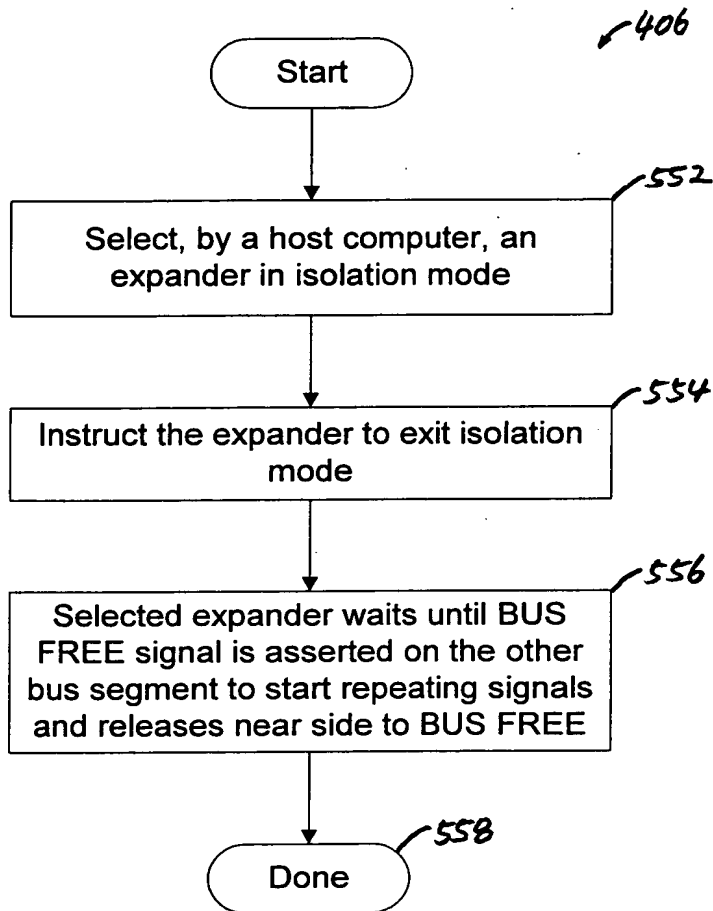 406
Start
552
Select, by a host computer, an
expander in isolation mode
554
Instruct the expander to exit isolation
mode
556
Selected expander waits until BUS
FREE signal is asserted on the other
bus segment to start repeating signals
and releases near side to BUS FREE
558
Done